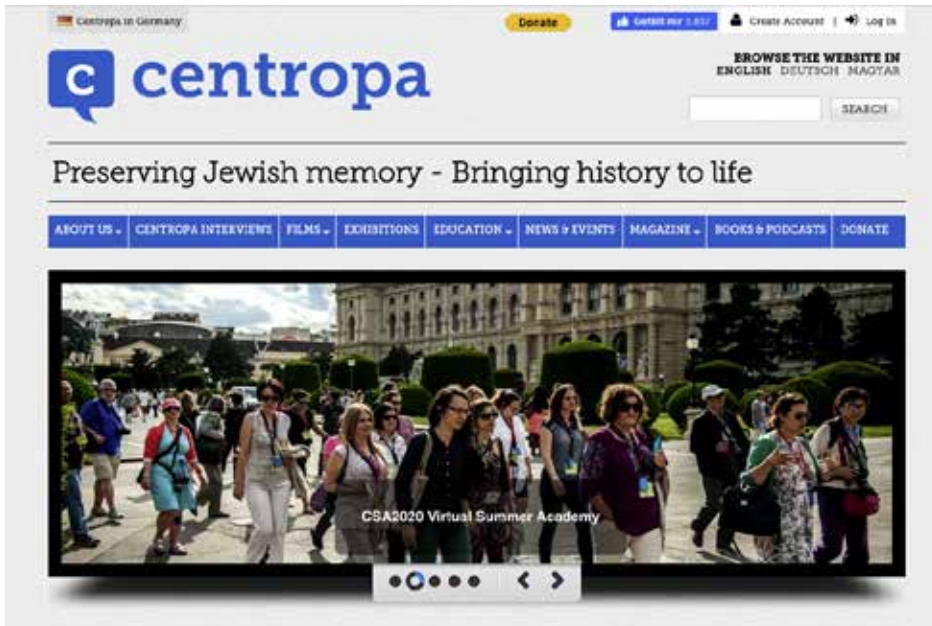 Centropa in Germany
Donate
Gefällt mir
Create Account | Log In
c centropa
BROWSE THE WEBSITE IN
ENGLISH DEUTSCH MAGYAR
SEARCH
Preserving Jewish memory - Bringing history to life
ABOUT US CENTROPA INTERVIEWS FILMS EXHIBITIONS EDUCATION NEWS & EVENTS MAGAZINE BOOKS & PODCASTS DONATE
CSA2020 Virtual Summer Academy